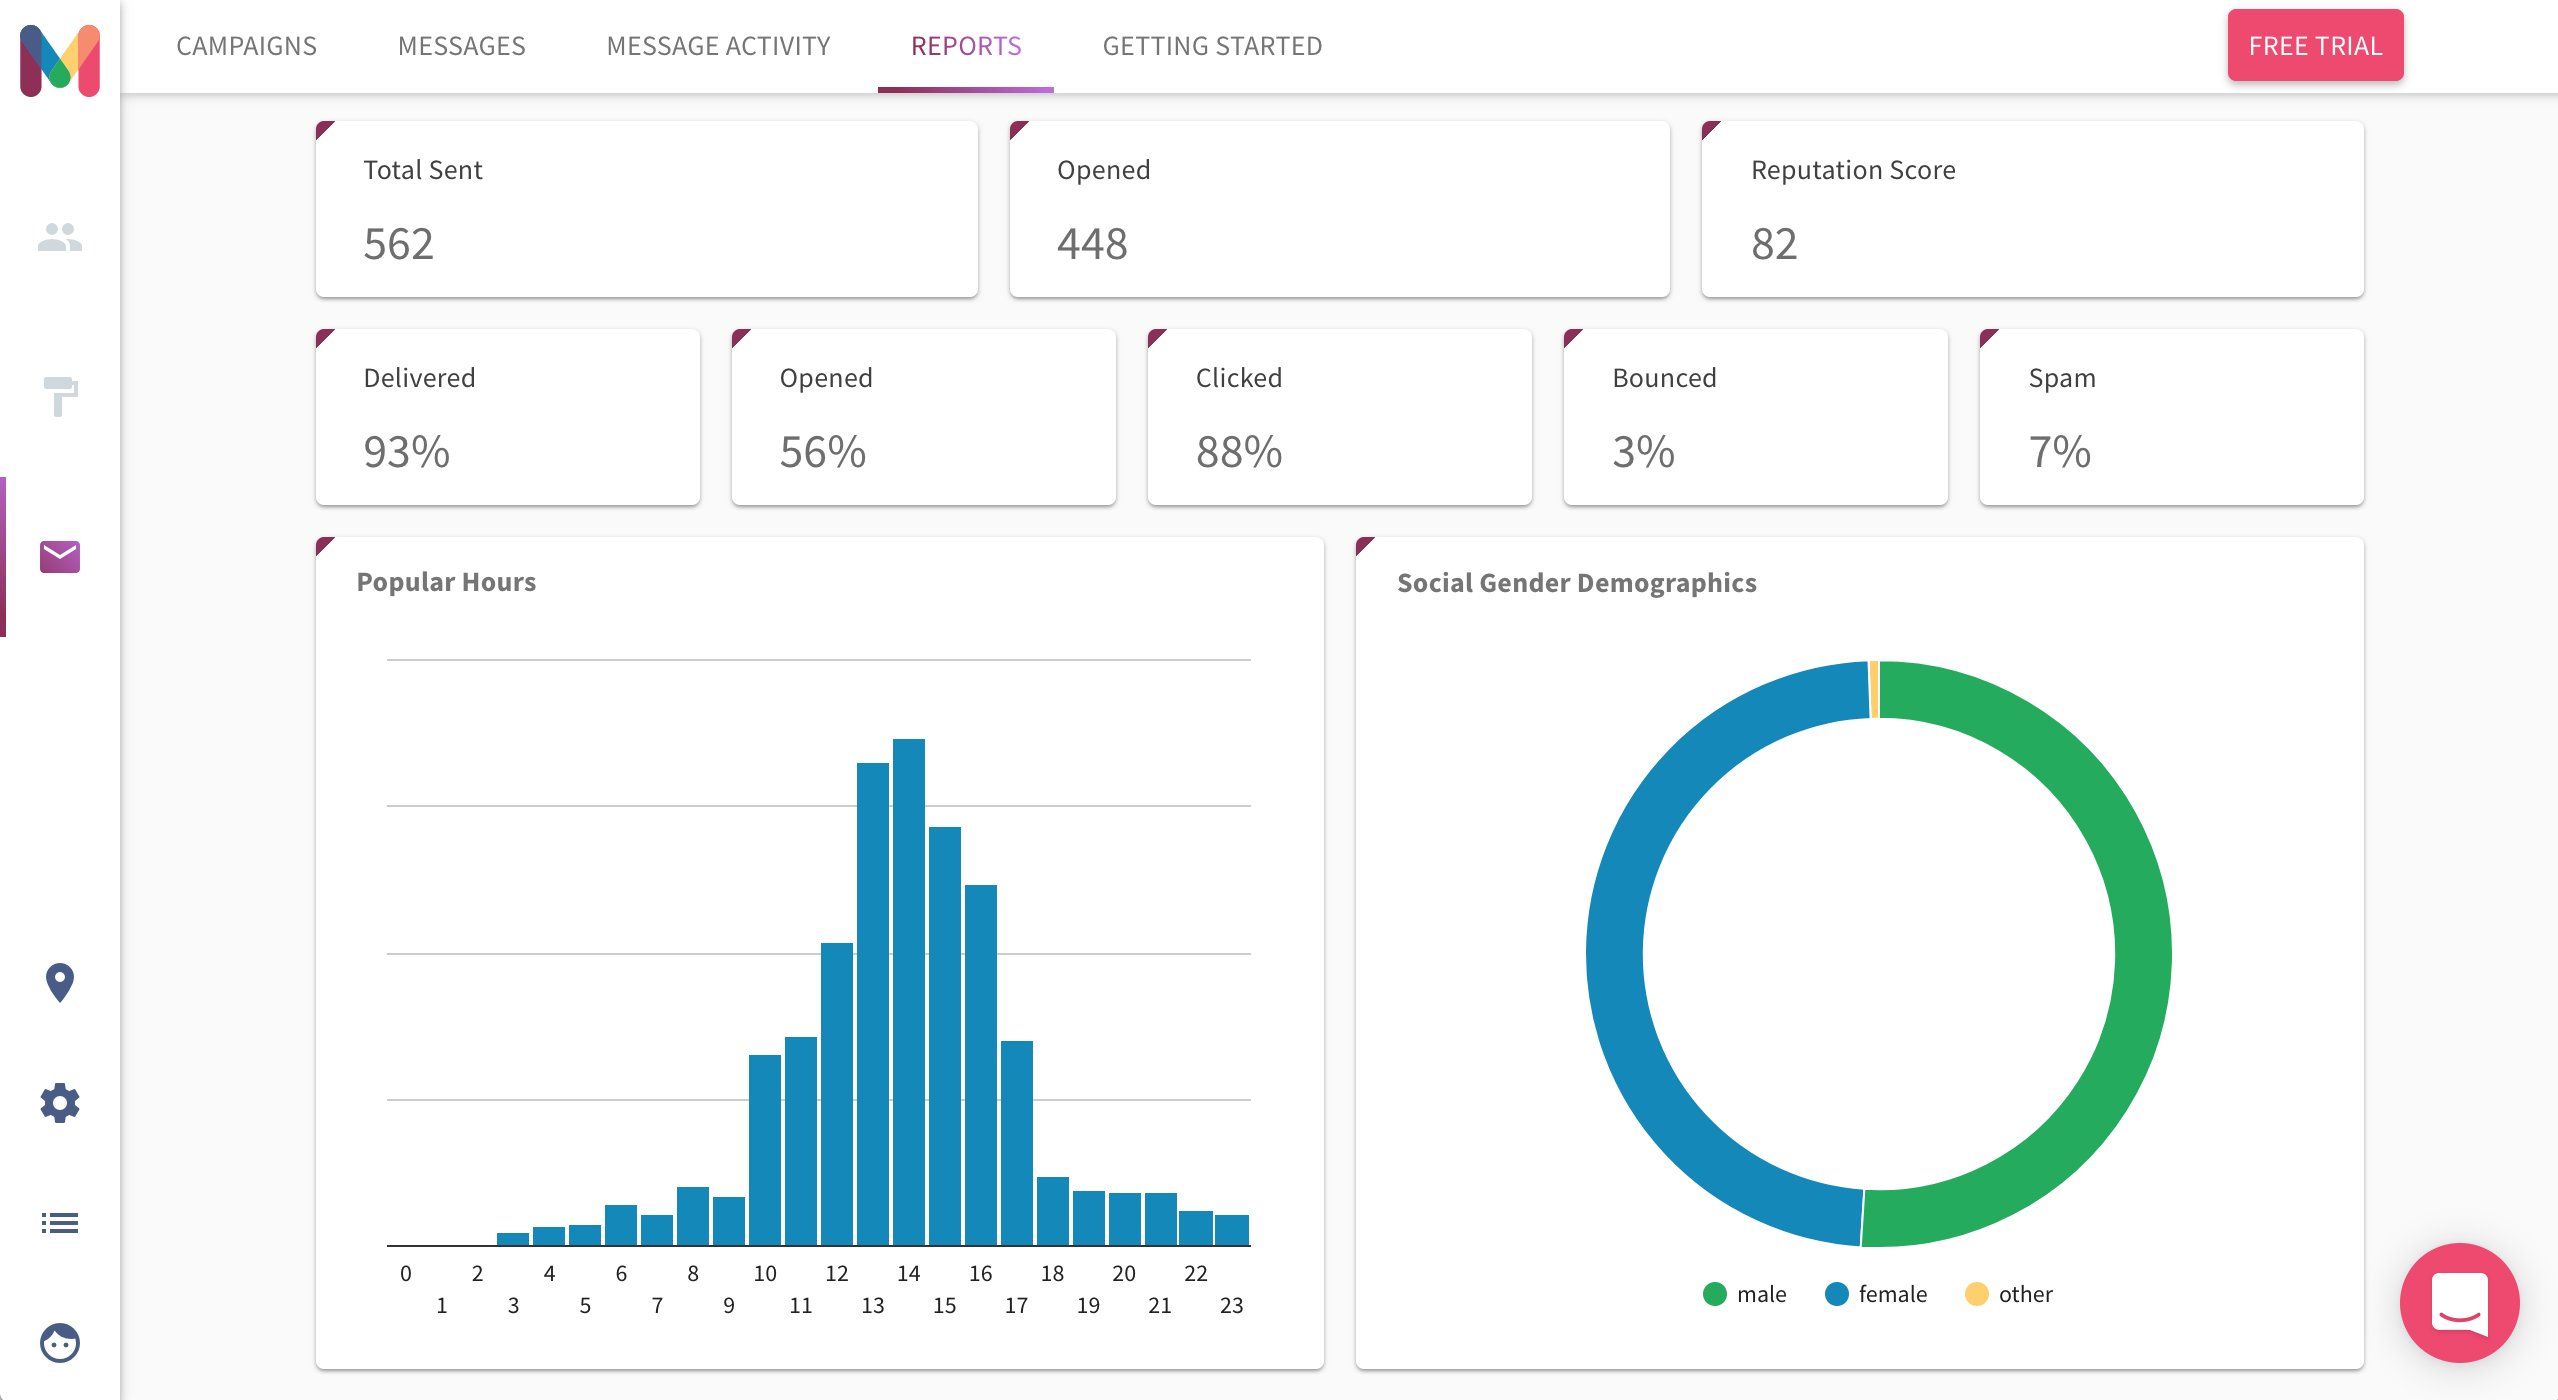 CAMPAIGNS MESSAGES MESSAGE ACTIVITY REPORTS GETTING STARTED FREE TRIAL
Total Sent
562
Opened
448
Reputation Score
82
Delivered
93%
Opened
56%
Clicked
88%
Bounced
3%
Spam
7%
Popular Hours
0 2 4 6 8 10 12 14 16 18 20 22
1 3 5 7 9 11 13 15 17 19 21 23
Social Gender Demographics
male female other